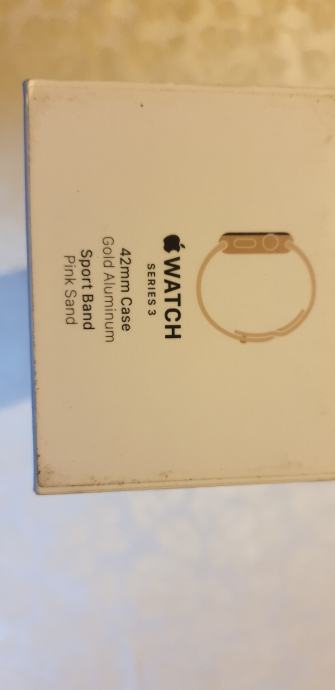 WATCH
SERIES 3
42mm Case
Gold Aluminum
Sport Band
Pink Sand